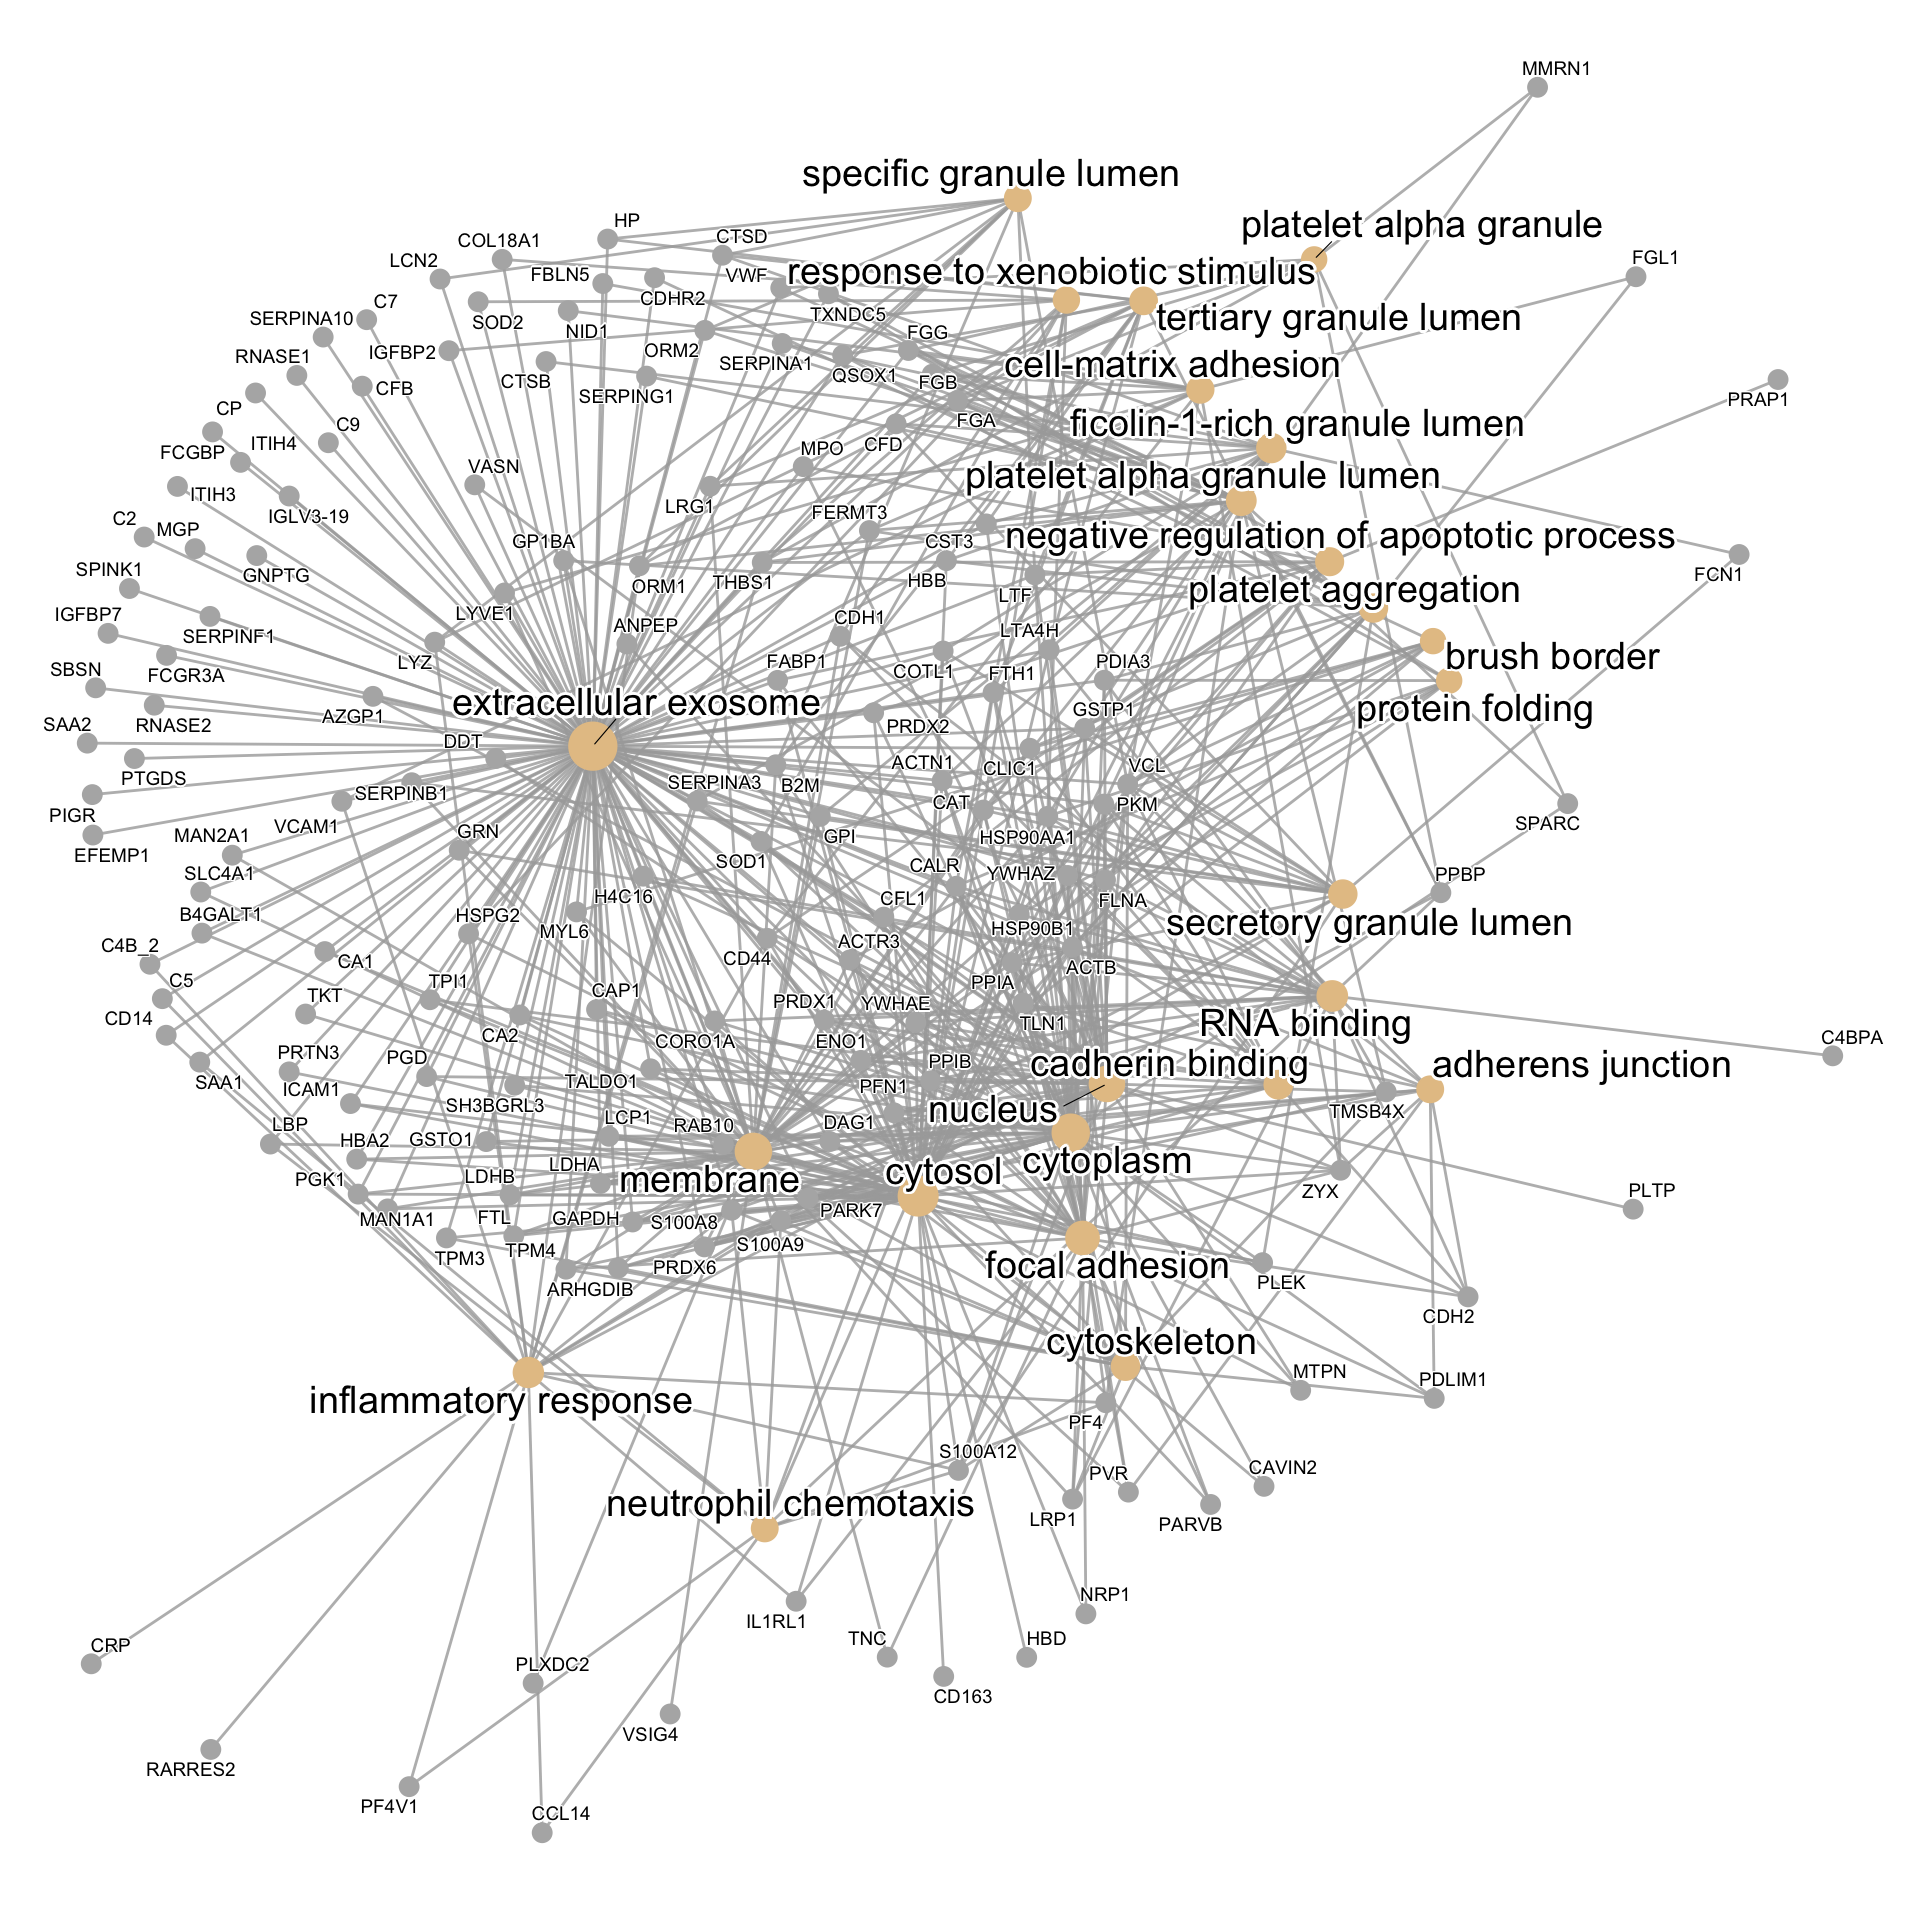 MMRN1
specific granule lumen
platelet alpha granule
HP
CTSD
COL18A1
LCN2
FBLN5
VWF
response to xenobiotic stimulus
FGL1
CDHR2
C7
SOD2
TXNDC5
tertiary granule lumen
SERPINA10
NID1
FGG
RNASE1
IGFBP2
ORM2
SERPINA1
cell-matrix adhesion
CTSB
QSOX1
FGB
CFB
SERPING1
PRAP1
CP
C9
FGA
ficolin-1-rich granule lumen
FCGBP
ITIH4
MPO
CFD
VASN
platelet alpha granule lumen
ITIH3
LRG1
IGLV3-19
FERMT3
C2
MGP
GP1BA
CST3
negative regulation of apoptotic process
SPINK1
GNPTG
ORM1
THBS1
HBB
FCN1
LTF
platelet aggregation
IGFBP7
LYVE1
SERPINF1
ANPEP
CDH1
LTA4H
SBSN
FCGR3A
LYZ
FABP1
COTL1
FTH1
PDIA3
brush border
extracellular exosome
SAA2
RNASE2
AZGP1
PRDX2
GSTP1
protein folding
DDT
PTGDS
SERPINA3
B2M
ACTN1
CLIC1
VCL
PIGR
SERPINB1
CAT
PKM
EFEMP1
MAN2A1
VCAM1
GRN
GPI
HSP90AA1
SPARC
SLC4A1
SOD1
CALR
YWHAZ
PPBP
B4GALT1
HSPG2
H4C16
CFL1
FLNA
secretory granule lumen
C4B_2
MYL6
ACTR3
HSP90B1
CA1
CD44
C5
TPI1
CAP1
PPIA
ACTB
CD14
TKT
PRDX1
YWHAE
TLN1
RNA binding
CA2
CORO1A
ENO1
PPIB
C4BPA
PRTN3
PGD
cadherin binding
adherens junction
SAA1
ICAM1
TALDO1
PFN1
SH3BGRL3
nucleus
TMSB4X
LBP
LCP1
RAB10
DAG1
HBA2
GSTO1
LDHA
cytoplasm
PGK1
LDHB
membrane
cytosol
ZYX
PLTP
MAN1A1
FTL
GAPDH
S100A8
PARK7
TPM3
TPM4
S100A9
PRDX6
focal adhesion
ARHGDIB
PLEK
CDH2
cytoskeleton
MTPN
PDLIM1
inflammatory response
PF4
S100A12
PVR
CAVIN2
neutrophil chemotaxis
LRP1
PARVB
IL1RL1
NRP1
CRP
TNC
HBD
PLXDC2
CD163
VSIG4
RARRES2
PF4V1
CCL14